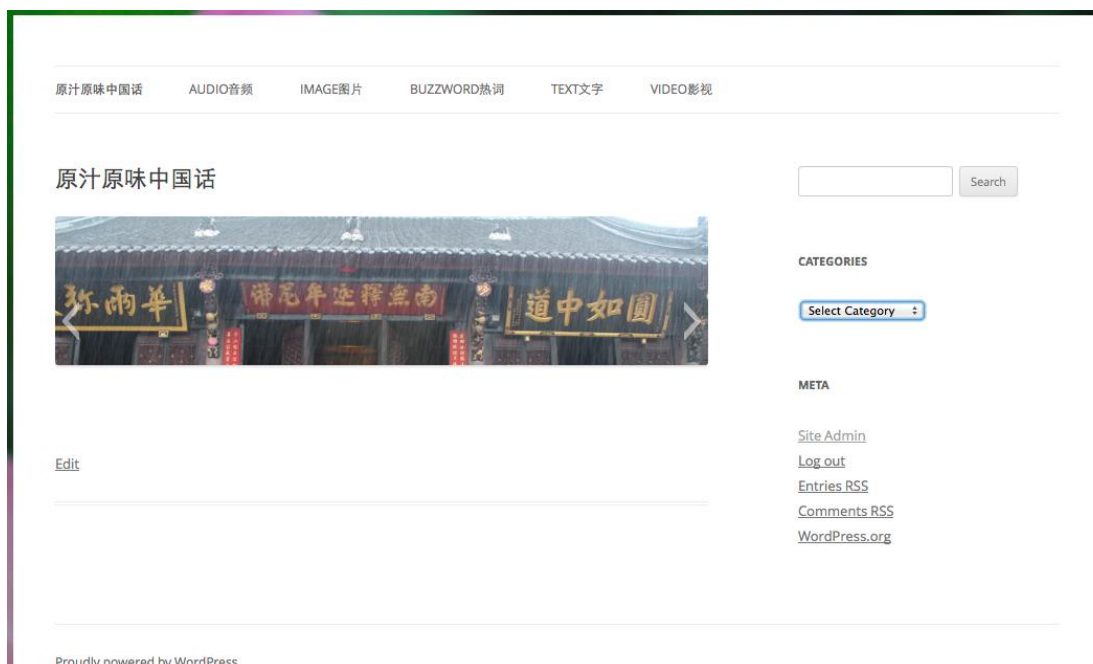 原汁原味中国话 AUDIO音频 IMAGE图片 BUZZWORD热词 TEXT文字 VIDEO影视
原汁原味中国话
華雨弥
南無釋迦牟尼佛
圓如中道
Edit
Search
CATEGORIES
Select Category
META
Site Admin
Log out
Entries RSS
Comments RSS
WordPress.org
Proudly powered by WordPress